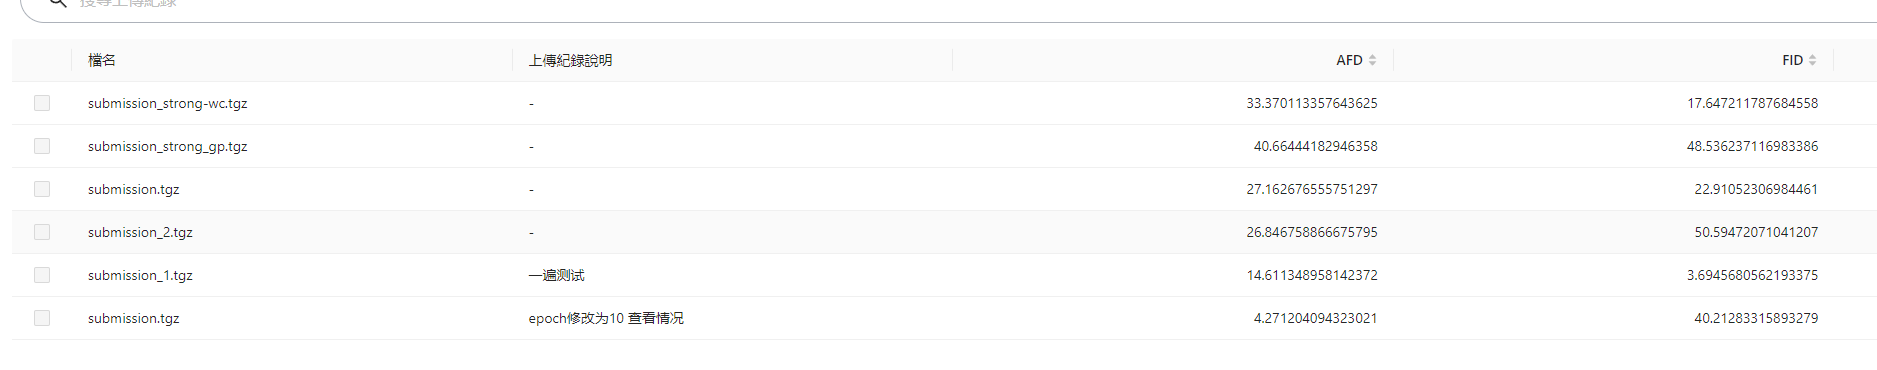 搜尋上傳紀錄
檔名 上傳紀錄說明 AFD FID
submission_strong-wc.tgz - 33.370113357643625 17.647211787684558
submission_strong_gp.tgz - 40.66444182946358 48.536237116983386
submission.tgz - 27.162676555751297 22.91052306984461
submission_2.tgz - 26.846758866675795 50.59472071041207
submission_1.tgz 一遍测试 14.611348958142372 3.6945680562193375
submission.tgz epoch修改为10 查看情况 4.271204094323021 40.21283315893279